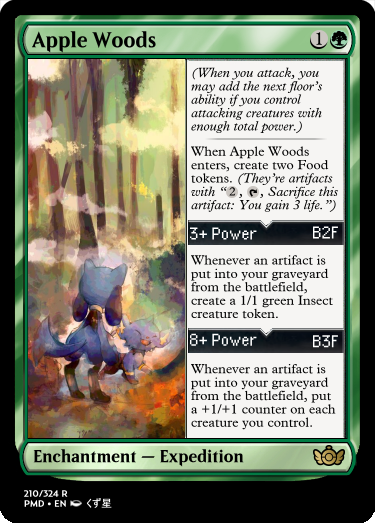 Apple Woods 1
(When you attack, you
may add the next floor's
ability if you control
attacking creatures with
enough total power.)
When Apple Woods
enters, create two Food
tokens. (They're artifacts
with “2, , Sacrifice this
artifact: You gain 3 life.”)
3+ Power B2F
Whenever an artifact is
put into your graveyard
from the battlefield,
create a 1/1 green Insect
creature token.
8+ Power B3F
Whenever an artifact is
put into your graveyard
from the battlefield, put
a +1/+1 counter on each
creature you control.
Enchantment — Expedition
210/324 R
PMD • EN くず星